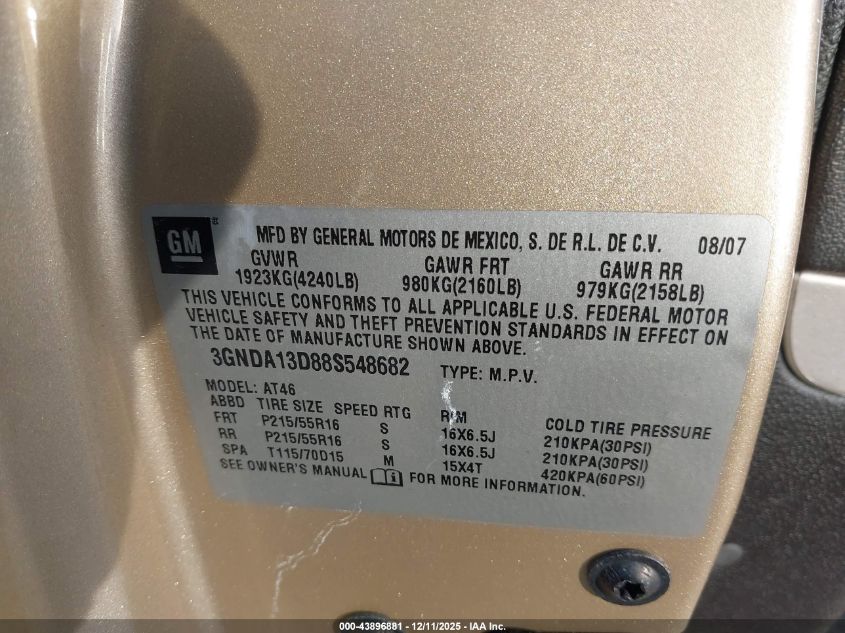 GM
MFD BY GENERAL MOTORS DE MEXICO, S. DE R.L. DE C.V. 08/07
GVWR GAWR FRT GAWR RR
1923KG(4240LB) 980KG(2160LB) 979KG(2158LB)
THIS VEHICLE CONFORMS TO ALL APPLICABLE U.S. FEDERAL MOTOR
VEHICLE SAFETY AND THEFT PREVENTION STANDARDS IN EFFECT ON
THE DATE OF MANUFACTURE SHOWN ABOVE.
3GNDA13D88S548682 TYPE: M.P.V.
MODEL: AT46
ABBD TIRE SIZE SPEED RTG RIM COLD TIRE PRESSURE
FRT P215/55R16 S 16X6.5J 210KPA(30PSI)
RR P215/55R16 S 16X6.5J 210KPA(30PSI)
SPA T115/70D15 M 15X4T 420KPA(60PSI)
SEE OWNER'S MANUAL FOR MORE INFORMATION.
000-43896881 - 12/11/2025 - IAA Inc.